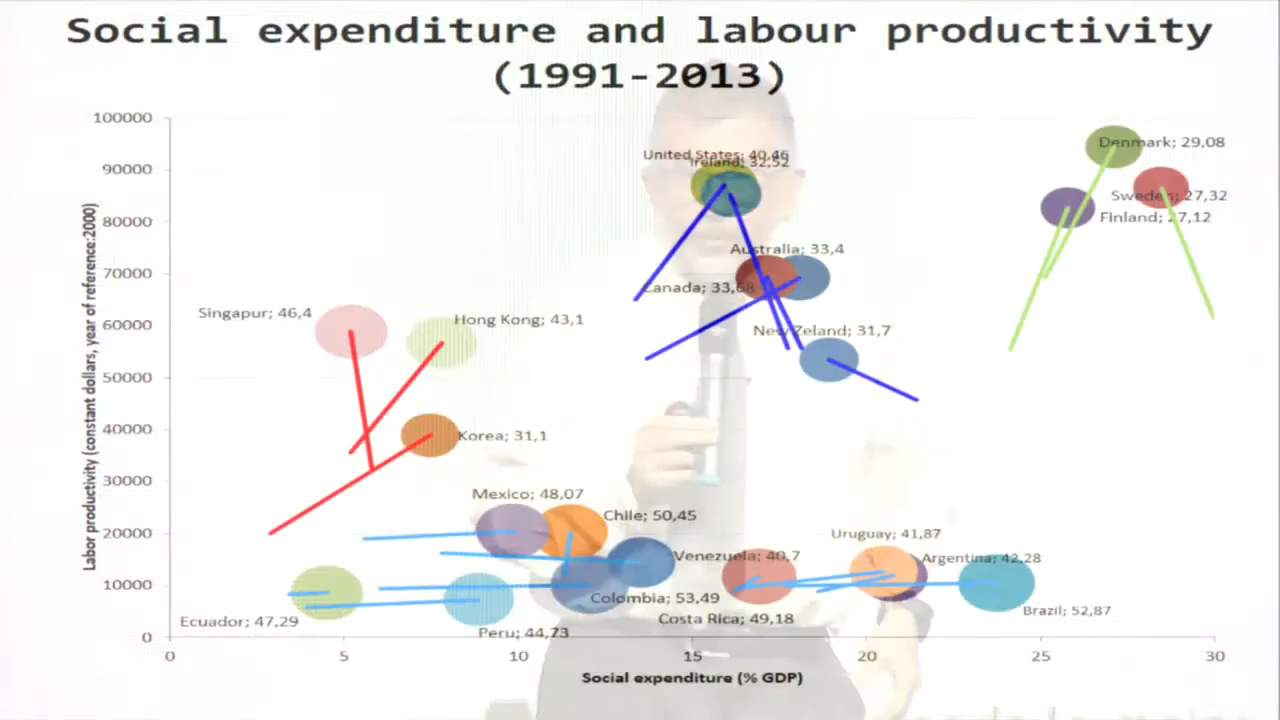 Social expenditure and labour productivity
(1991-2013)
100000
90000
80000
70000
60000
50000
40000
30000
20000
10000
0
Labor productivity (constant dollars, year of reference:2000)
United States; 40,46
Ireland; 32,52
Denmark; 29,08
Sweden; 27,32
Finland; 27,12
Australia; 33,4
Canada; 33,68
New Zeland; 31,7
Singapur; 46,4
Hong Kong; 43,1
Korea; 31,1
Mexico; 48,07
Chile; 50,45
Venezuela; 40,7
Uruguay; 41,87
Argentina; 42,28
Colombia; 53,49
Brazil; 52,87
Costa Rica; 49,18
Ecuador; 47,29
Peru; 44,73
0 5 10 15 20 25 30
Social expenditure (% GDP)